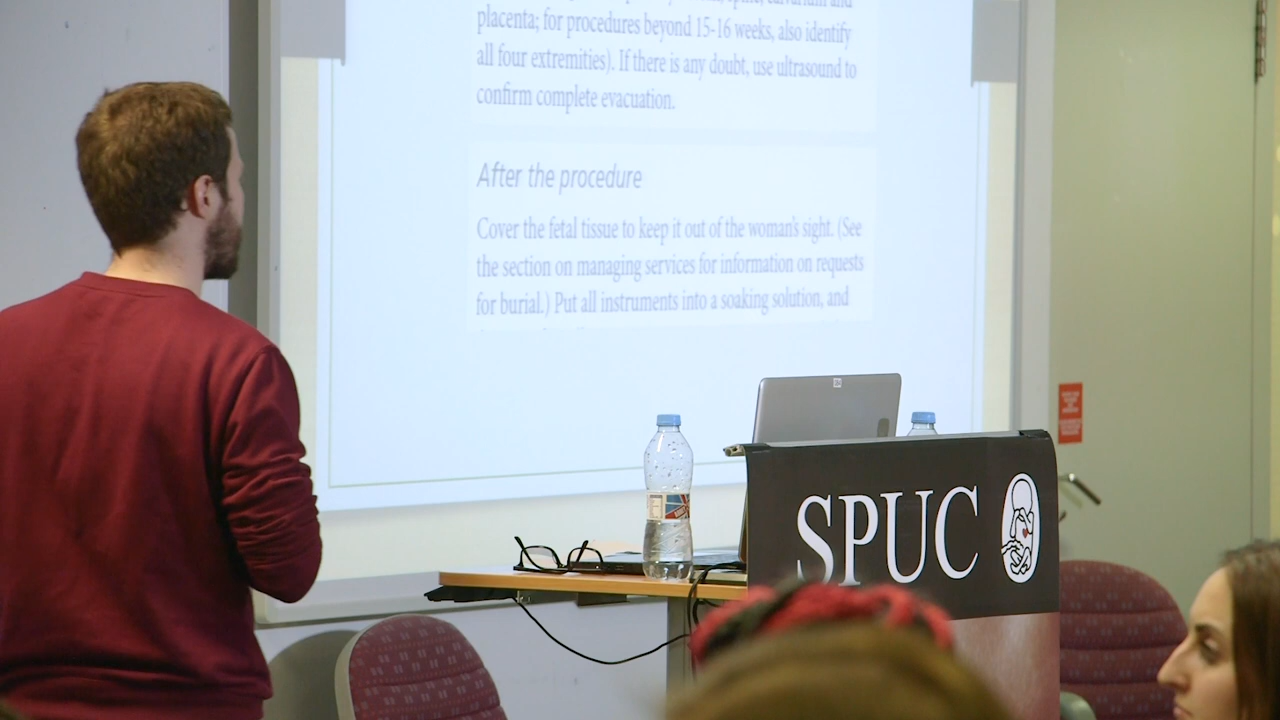 placenta; for procedures beyond 15-16 weeks, also identify
all four extremities). If there is any doubt, use ultrasound to
confirm complete evacuation.
After the procedure
Cover the fetal tissue to keep it out of the woman's sight. (See
the section on managing services for information on requests
for burial.) Put all instruments into a soaking solution, and
SPUC